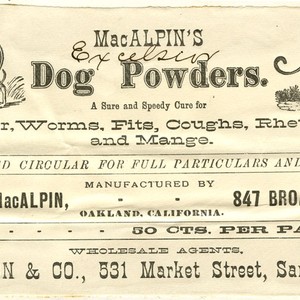 MacALPIN'S
Excelsior
Dog Powders.
A Sure and Speedy Cure for
r, Worms, Fits, Coughs, Rhe
and Mange.
D CIRCULAR FOR FULL PARTICULARS AND
MANUFACTURED BY
MacALPIN, - - 847 BRO
OAKLAND, CALIFORNIA.
- - - - - 50 CTS. PER PA
WHOLESALE AGENTS,
N & CO., 531 Market Street, Sa